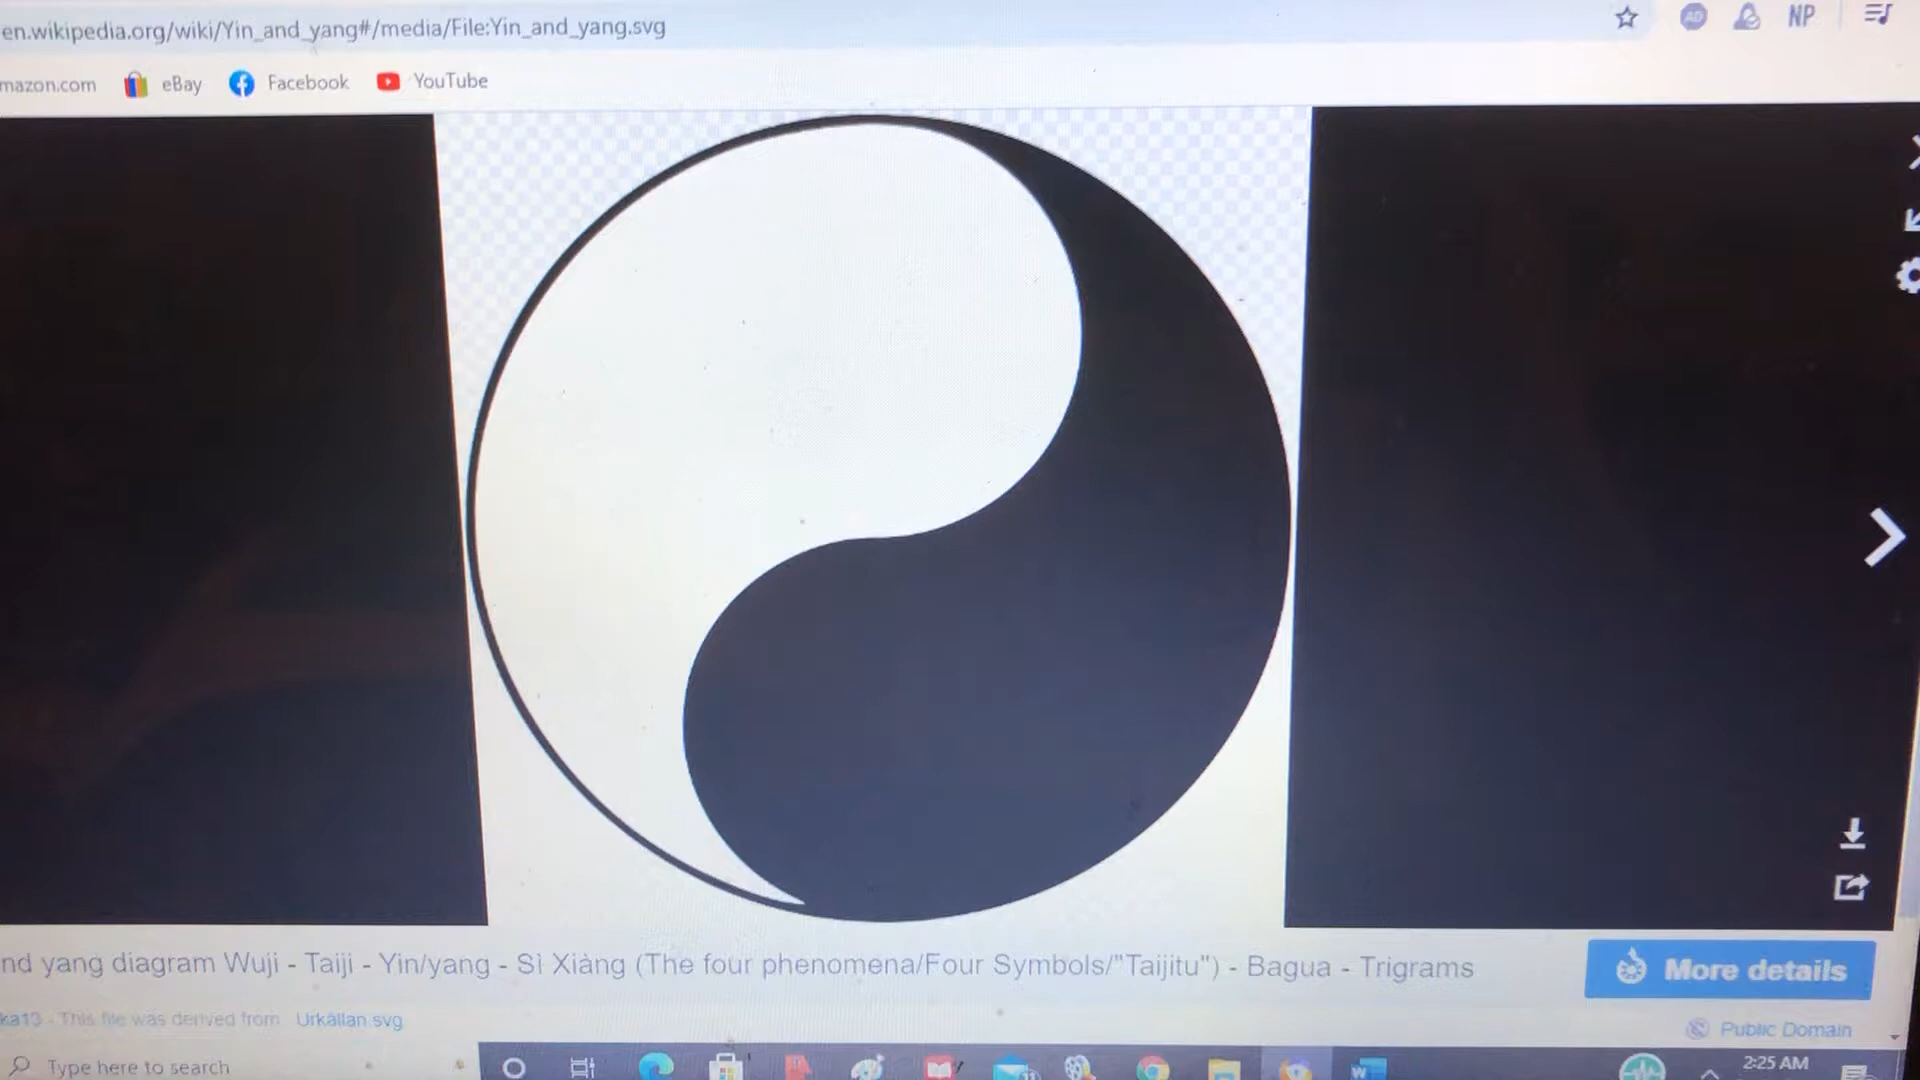 en.wikipedia.org/wiki/Yin_and_yang#/media/File:Yin_and_yang.svg
NP
mazon.com eBay Facebook YouTube
nd yang diagram Wuji - Taiji - Yin/yang - Sì Xiàng (The four phenomena/Four Symbols/"Taijitu") - Bagua - Trigrams
More details
ka13 - This file was derived from Urkällan.svg
Public Domain
Type here to search
2:25 AM